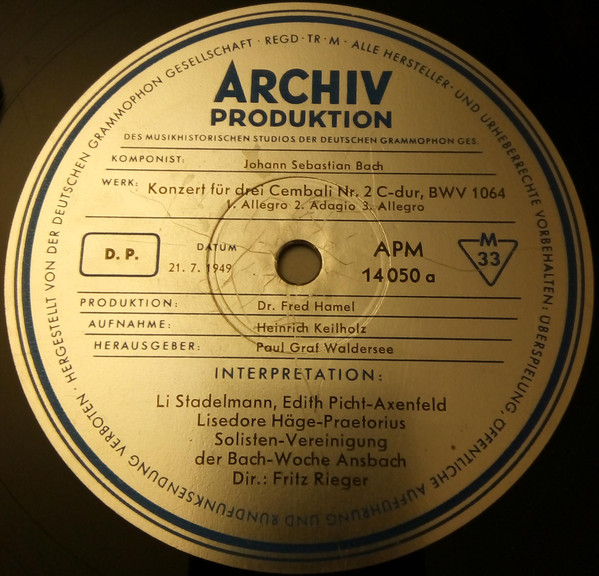 HERGESTELLT VON DER DEUTSCHEN GRAMMOPHON GESELLSCHAFT · REGD · TR · M · ALLE HERSTELLER- UND URHEBERRECHTE VORBEHALTEN: ÜBERSPIELUNG, ÖFFENTLICHE AUFFÜHRUNG UND RUNDFUNKSENDUNG VERBOTEN ·
ARCHIV
PRODUKTION
DES MUSIKHISTORISCHEN STUDIOS DER DEUTSCHEN GRAMMOPHON GES.
KOMPONIST: Johann Sebastian Bach
WERK: Konzert für drei Cembali Nr. 2 C-dur, BWV 1064
1. Allegro 2. Adagio 3. Allegro
D. P.
DATUM
21. 7. 1949
APM
14 050 a
M
33
PRODUKTION: Dr. Fred Hamel
AUFNAHME: Heinrich Keilholz
HERAUSGEBER: Paul Graf Waldersee
INTERPRETATION:
Li Stadelmann, Edith Picht-Axenfeld
Lisedore Häge-Praetorius
Solisten-Vereinigung
der Bach-Woche Ansbach
Dir.: Fritz Rieger